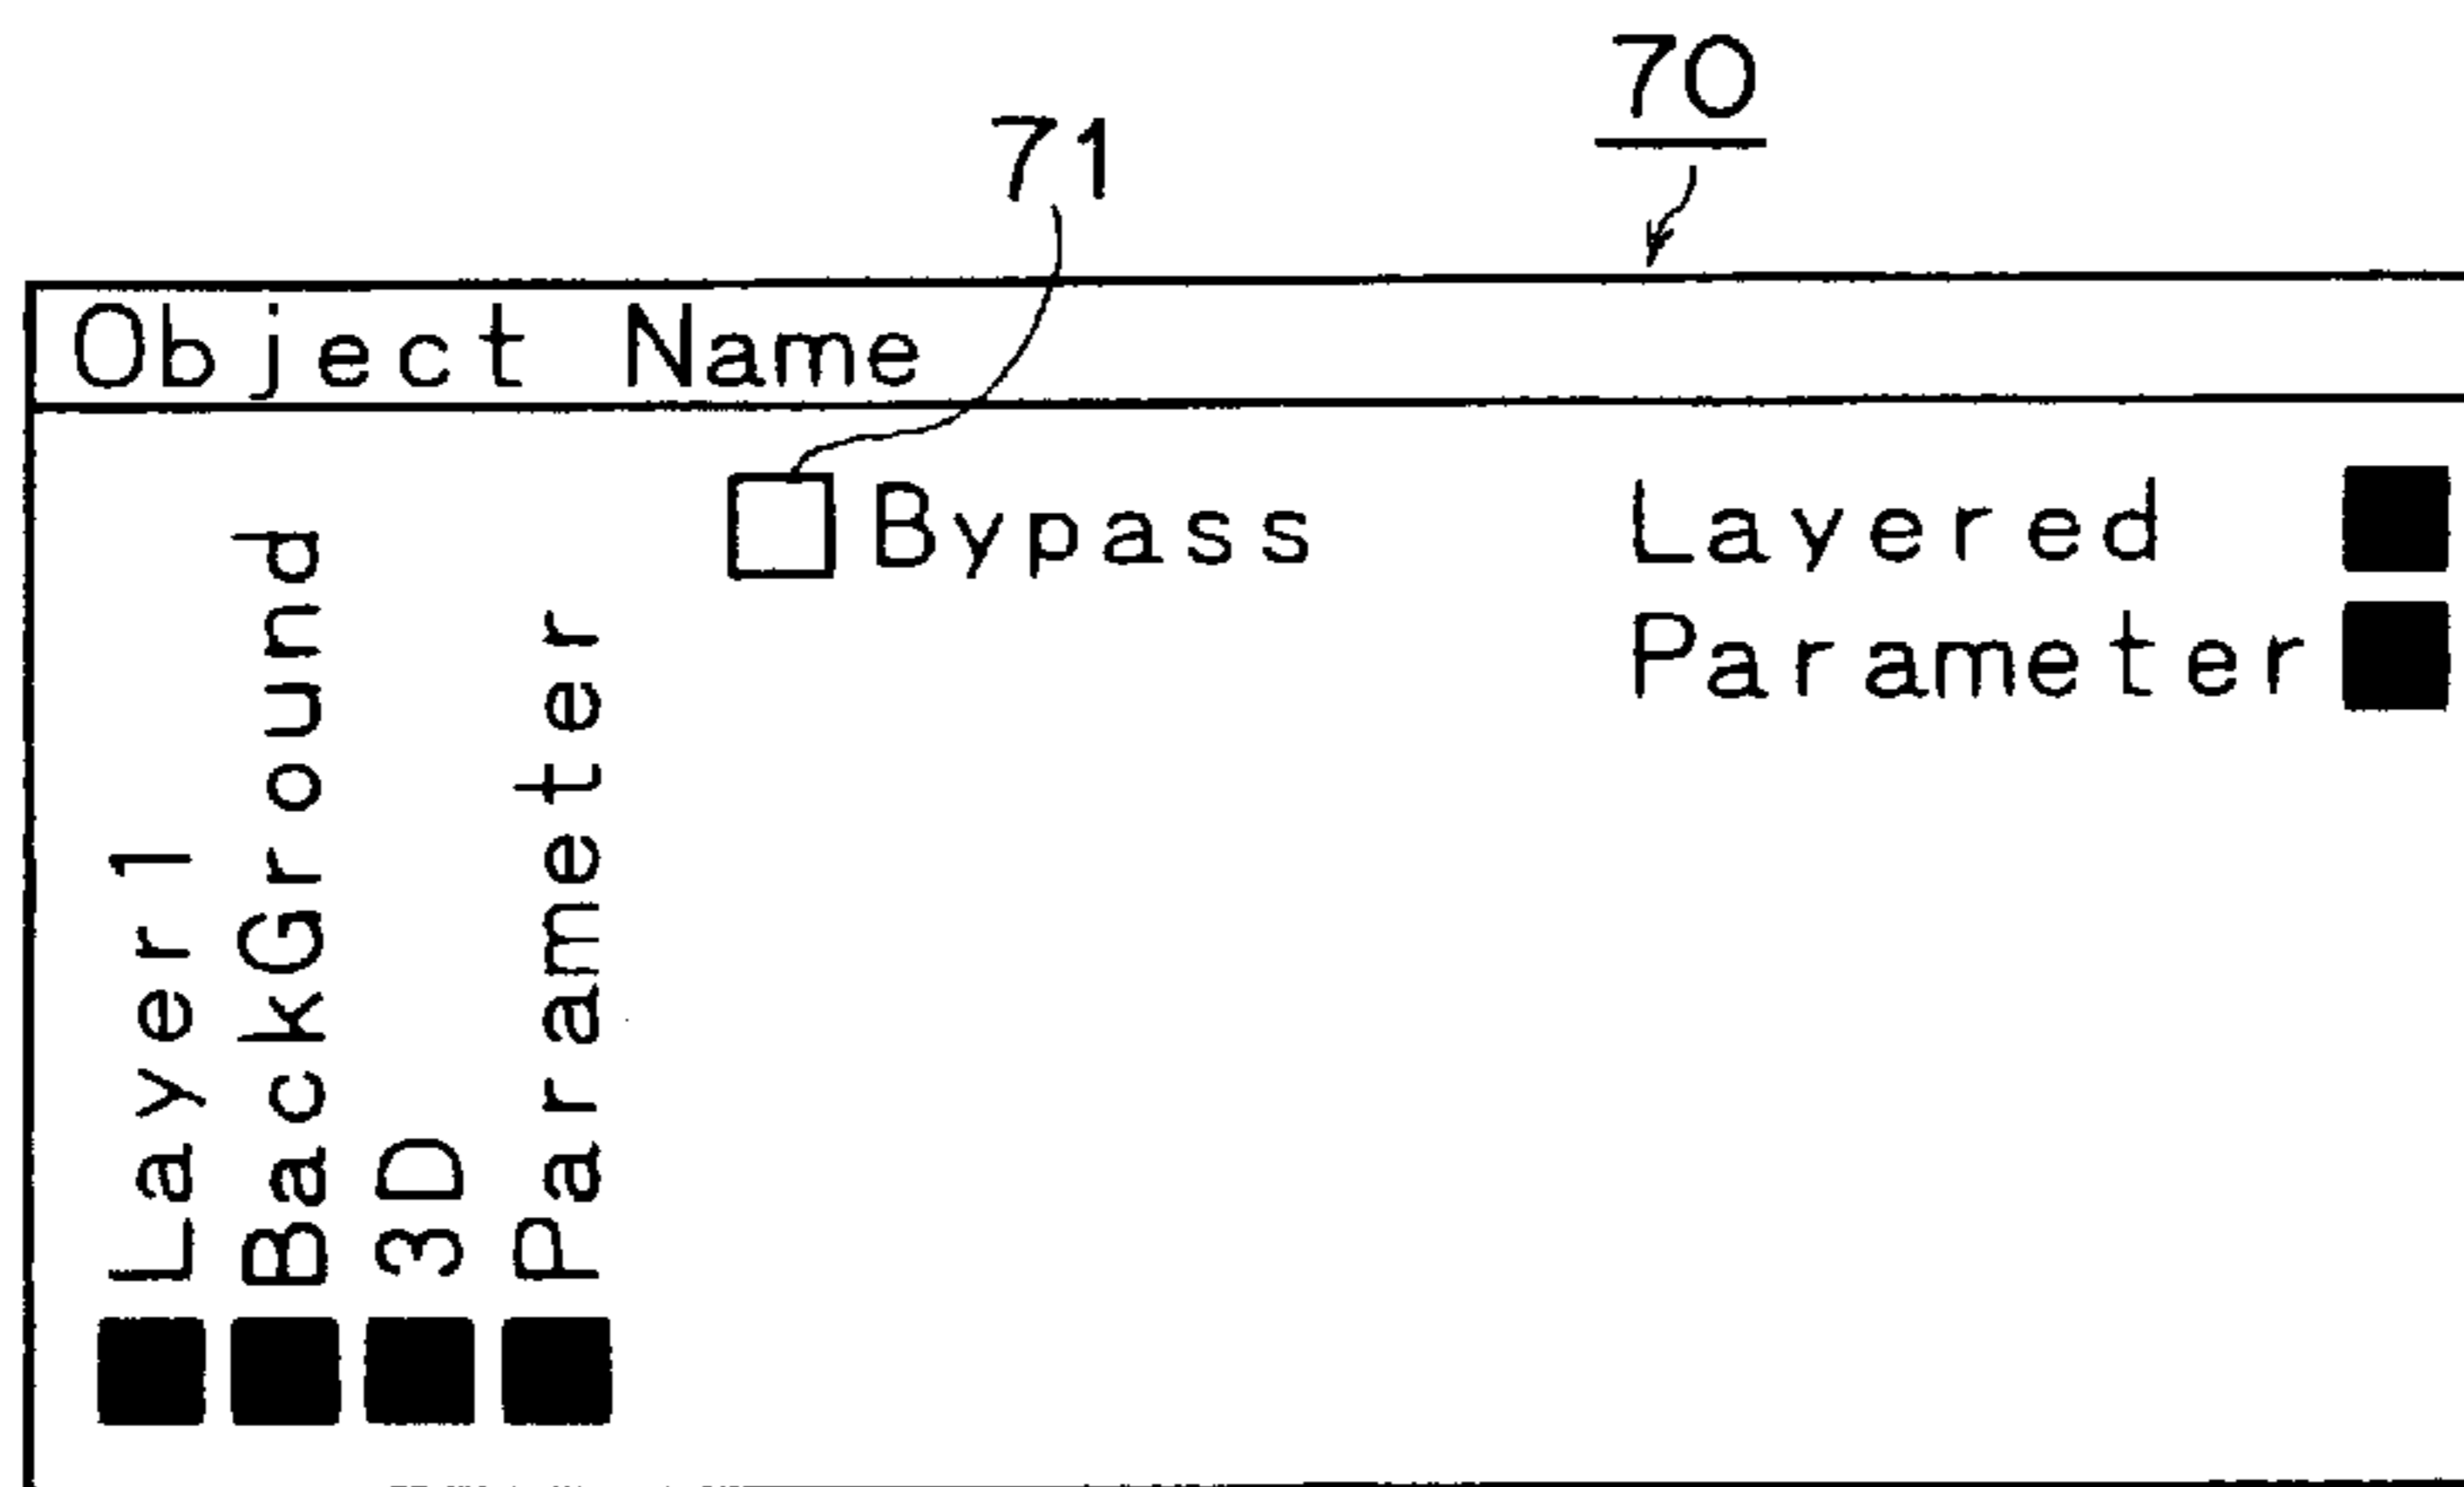 70
71
Object Name
Bypass
Layered
Parameter
Layer1
BackGround
3D
Parameter